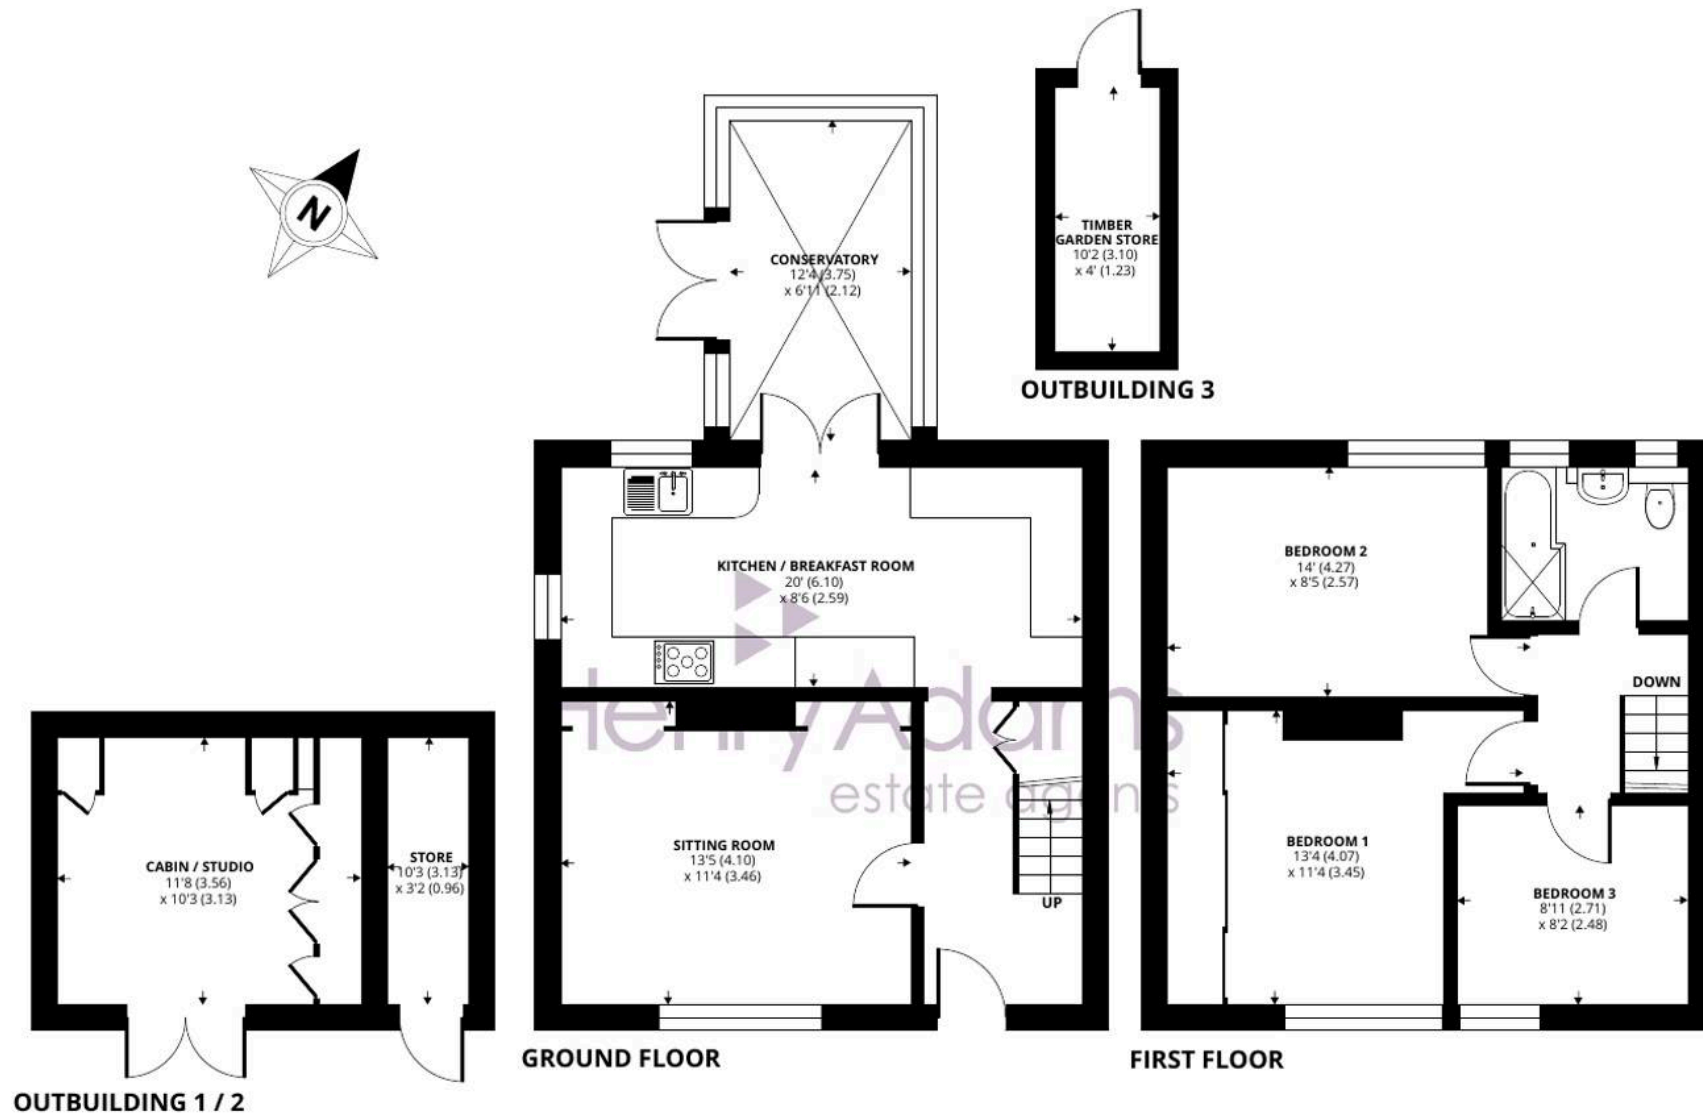 N
TIMBER
GARDEN STORE
10'2 (3.10)
x 4' (1.23)
OUTBUILDING 3
CONSERVATORY
12'4 (3.75)
x 6'11 (2.12)
KITCHEN / BREAKFAST ROOM
20' (6.10)
x 8'6 (2.59)
BEDROOM 2
14' (4.27)
x 8'5 (2.57)
DOWN
Henry Adams
estate agents
SITTING ROOM
13'5 (4.10)
x 11'4 (3.46)
UP
BEDROOM 1
13'4 (4.07)
x 11'4 (3.45)
BEDROOM 3
8'11 (2.71)
x 8'2 (2.48)
CABIN / STUDIO
11'8 (3.56)
x 10'3 (3.13)
STORE
10'3 (3.13)
x 3'2 (0.96)
GROUND FLOOR
FIRST FLOOR
OUTBUILDING 1 / 2